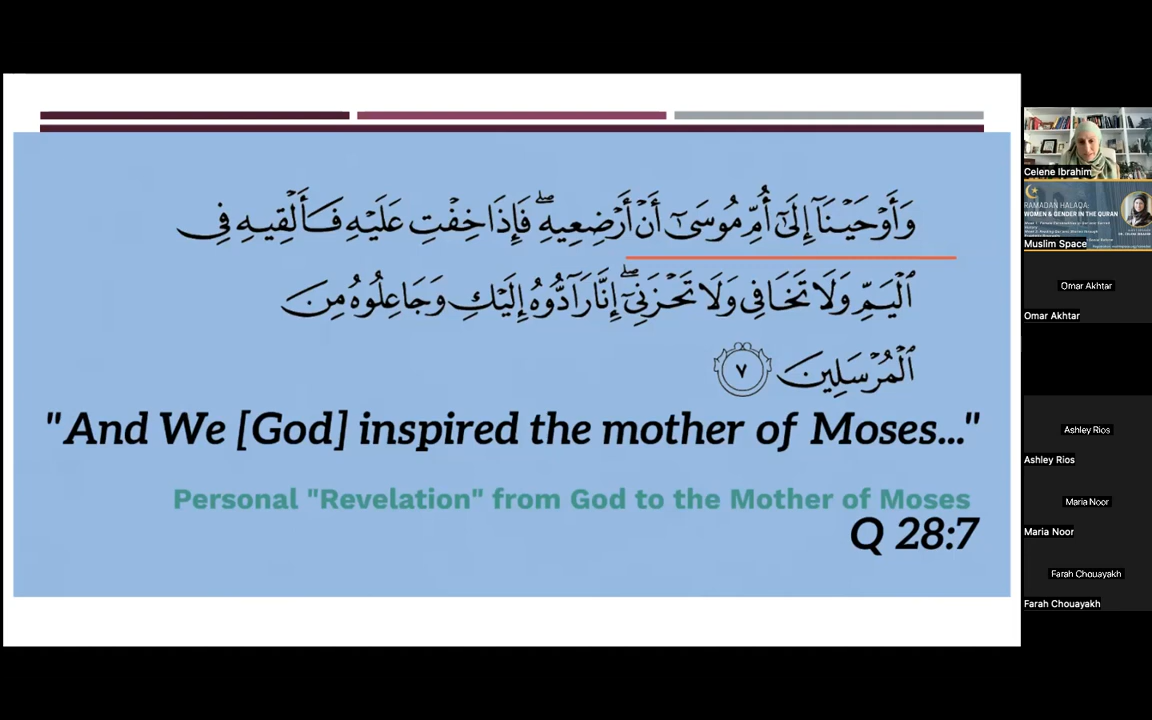 وَأَوْحَيْنَآ إِلَىٰٓ أُمِّ مُوسَىٰٓ أَنْ أَرْضِعِيهِ ۖ فَإِذَا خِفْتِ عَلَيْهِ فَأَلْقِيهِ فِى
ٱلْيَمِّ وَلَا تَخَافِى وَلَا تَحْزَنِىٓ ۖ إِنَّا رَآدُّوهُ إِلَيْكِ وَجَاعِلُوهُ مِنَ
ٱلْمُرْسَلِينَ ٧
"And We [God] inspired the mother of Moses..."
Personal "Revelation" from God to the Mother of Moses
Q 28:7
Celene Ibrahim
RAMADAN HALAQA:
WOMEN & GENDER IN THE QURAN
Muslim Space
Omar Akhtar
Omar Akhtar
Ashley Rios
Ashley Rios
Maria Noor
Maria Noor
Farah Chouayakh
Farah Chouayakh